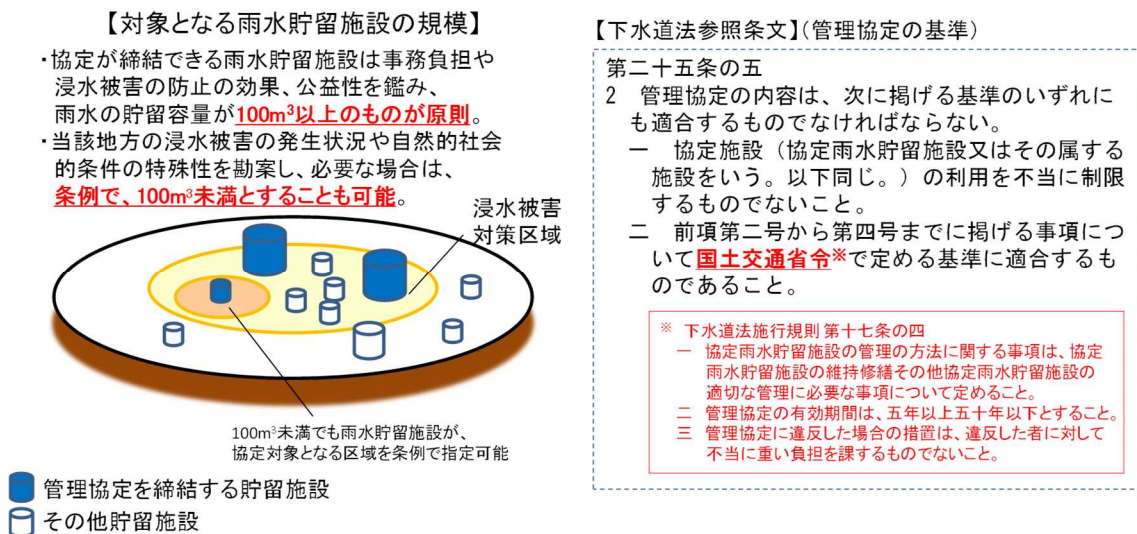 【対象となる雨水貯留施設の規模】
・協定が締結できる雨水貯留施設は事務負担や
浸水被害の防止の効果、公益性を鑑み、
雨水の貯留容量が100m³以上のものが原則。
・当該地方の浸水被害の発生状況や自然的社会
的条件の特殊性を勘案し、必要な場合は、
条例で、100m³未満とすることも可能。
浸水被害
対策区域
100m³未満でも雨水貯留施設が、
協定対象となる区域を条例で指定可能
管理協定を締結する貯留施設
その他貯留施設
【下水道法参照条文】(管理協定の基準)
第二十五条の五
2 管理協定の内容は、次に掲げる基準のいずれに
も適合するものでなければならない。
一 協定施設(協定雨水貯留施設又はその属する
施設をいう。以下同じ。)の利用を不当に制限
するものでないこと。
二 前項第二号から第四号までに掲げる事項につ
いて国土交通省令※で定める基準に適合するも
のであること。
※ 下水道法施行規則 第十七条の四
一 協定雨水貯留施設の管理の方法に関する事項は、協定
雨水貯留施設の維持修繕その他協定雨水貯留施設の
適切な管理に必要な事項について定めること。
二 管理協定の有効期間は、五年以上五十年以下とすること。
三 管理協定に違反した場合の措置は、違反した者に対して
不当に重い負担を課するものでないこと。